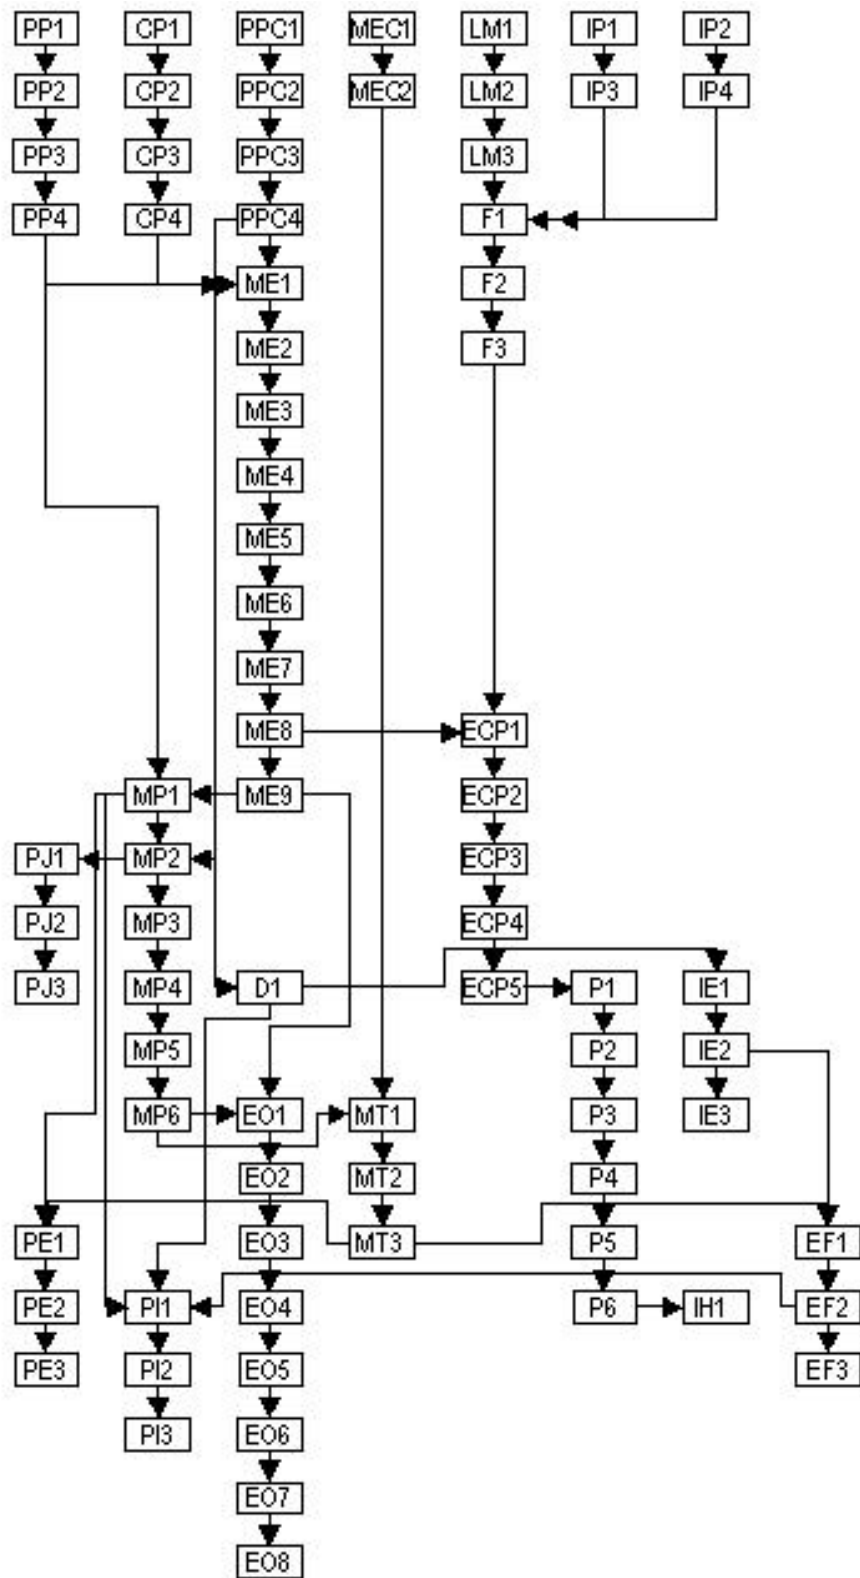 PP1 CP1 PPC1 MEC1 LM1 IP1 IP2
PP2 CP2 PPC2 MEC2 LM2 IP3 IP4
PP3 CP3 PPC3 LM3
PP4 CP4 PPC4 F1
ME1 F2
ME2 F3
ME3
ME4
ME5
ME6
ME7
ME8 ECP1
MP1 ME9 ECP2
PJ1 MP2 ECP3
PJ2 MP3 ECP4
PJ3 MP4 D1 ECP5 P1 IE1
MP5 P2 IE2
MP6 EO1 MT1 P3 IE3
EO2 MT2 P4
PE1 EO3 MT3 P5 EF1
PE2 PI1 EO4 P6 IH1 EF2
PE3 PI2 EO5 EF3
PI3 EO6
EO7
EO8